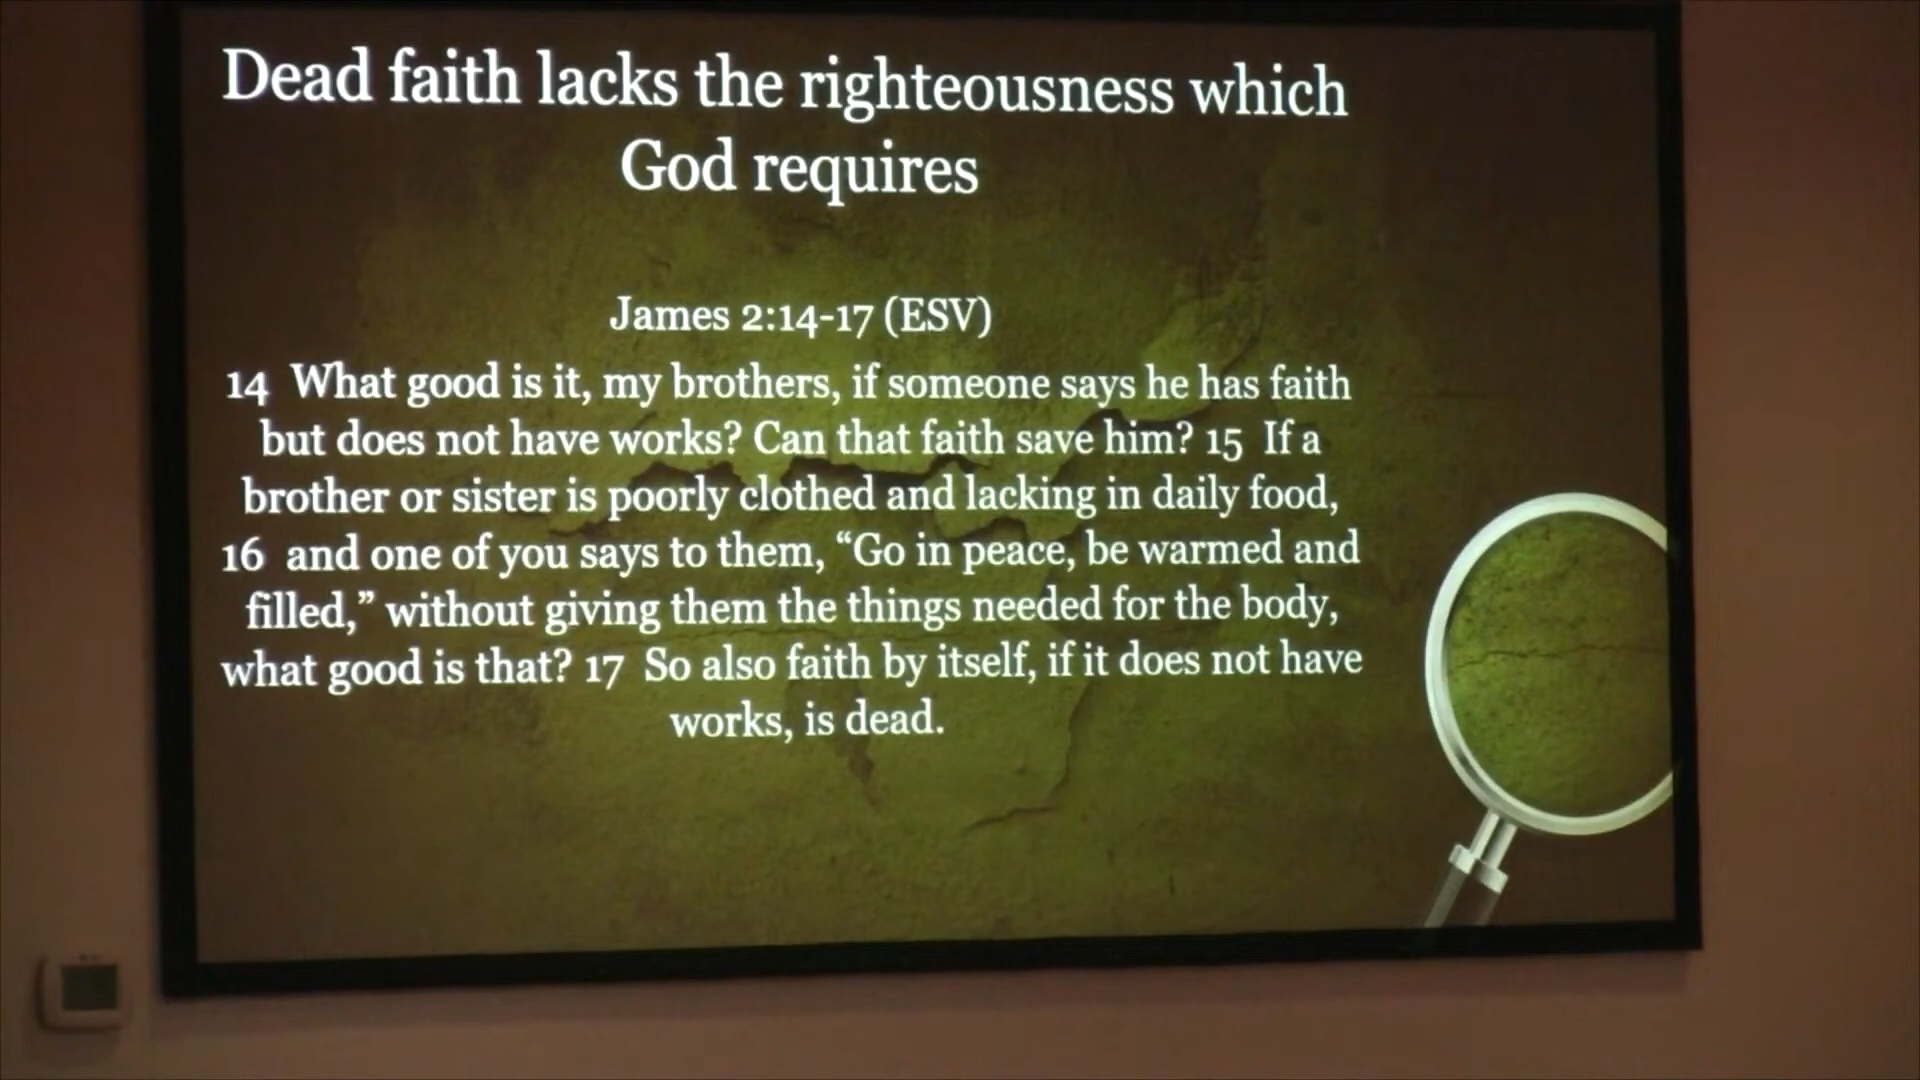 Dead faith lacks the righteousness which
God requires
James 2:14-17 (ESV)
14 What good is it, my brothers, if someone says he has faith
but does not have works? Can that faith save him? 15 If a
brother or sister is poorly clothed and lacking in daily food,
16 and one of you says to them, “Go in peace, be warmed and
filled,” without giving them the things needed for the body,
what good is that? 17 So also faith by itself, if it does not have
works, is dead.